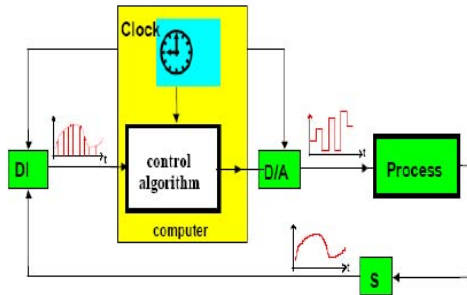 Clock
DI
t
control
algorithm
D/A
t
Process
computer
t
S